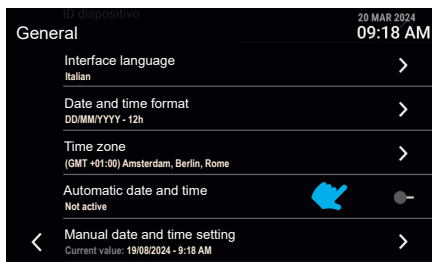 ID dispositivo
20 MAR 2024
General
09:18 AM
Interface language
Italian
Date and time format
DD/MM/YYYY - 12h
Time zone
(GMT +01:00) Amsterdam, Berlin, Rome
Automatic date and time
Not active
Manual date and time setting
Current value: 19/08/2024 - 9:18 AM